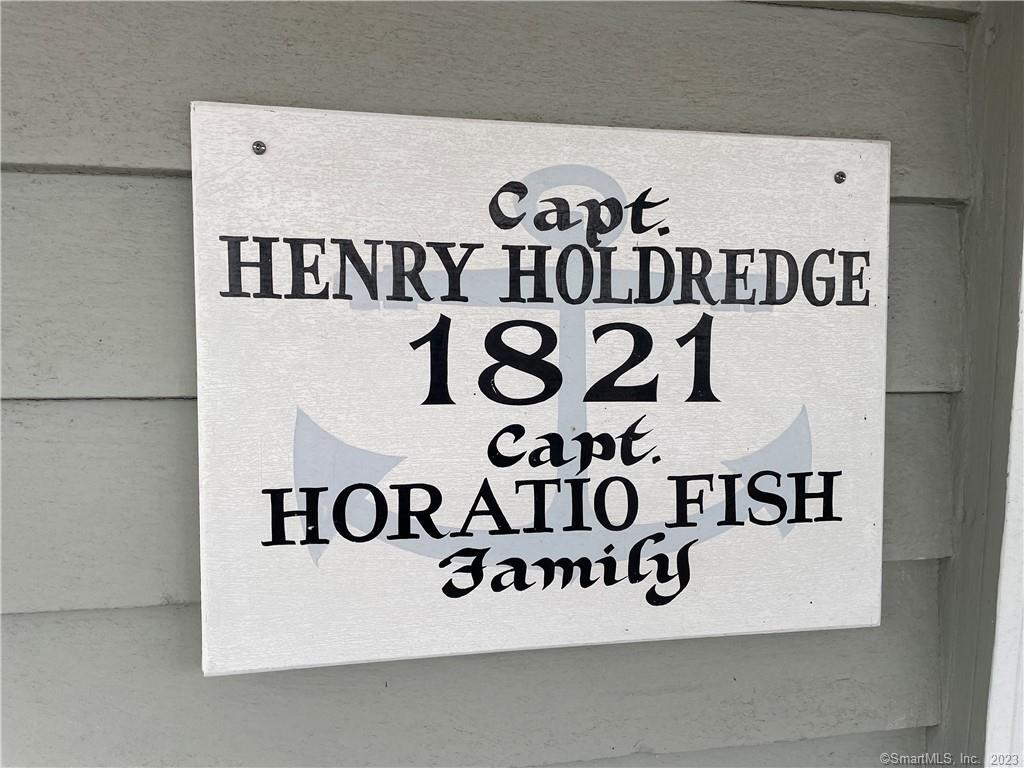 Capt.
HENRY HOLDREDGE
1821
Capt.
HORATIO FISH
Family
©SmartMLS, Inc. 2023